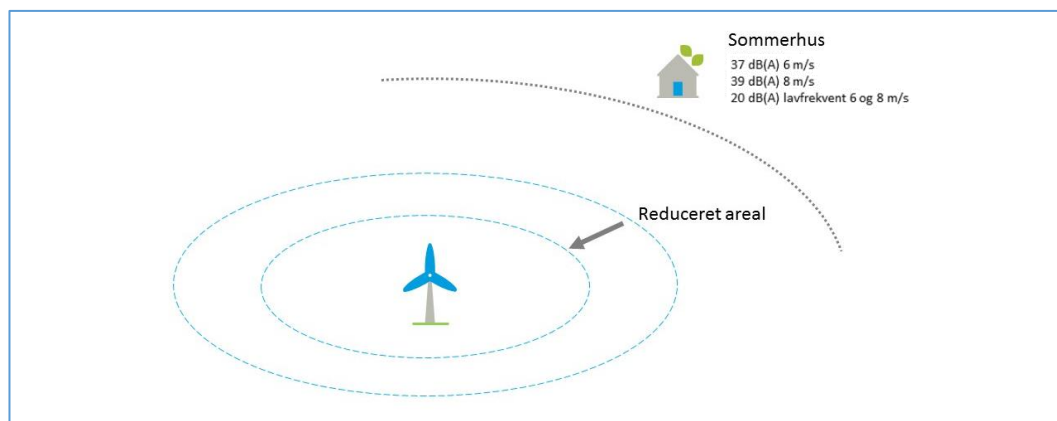 Sommerhus
37 dB(A) 6 m/s
39 dB(A) 8 m/s
20 dB(A) lavfrekvent 6 og 8 m/s
Reduceret areal